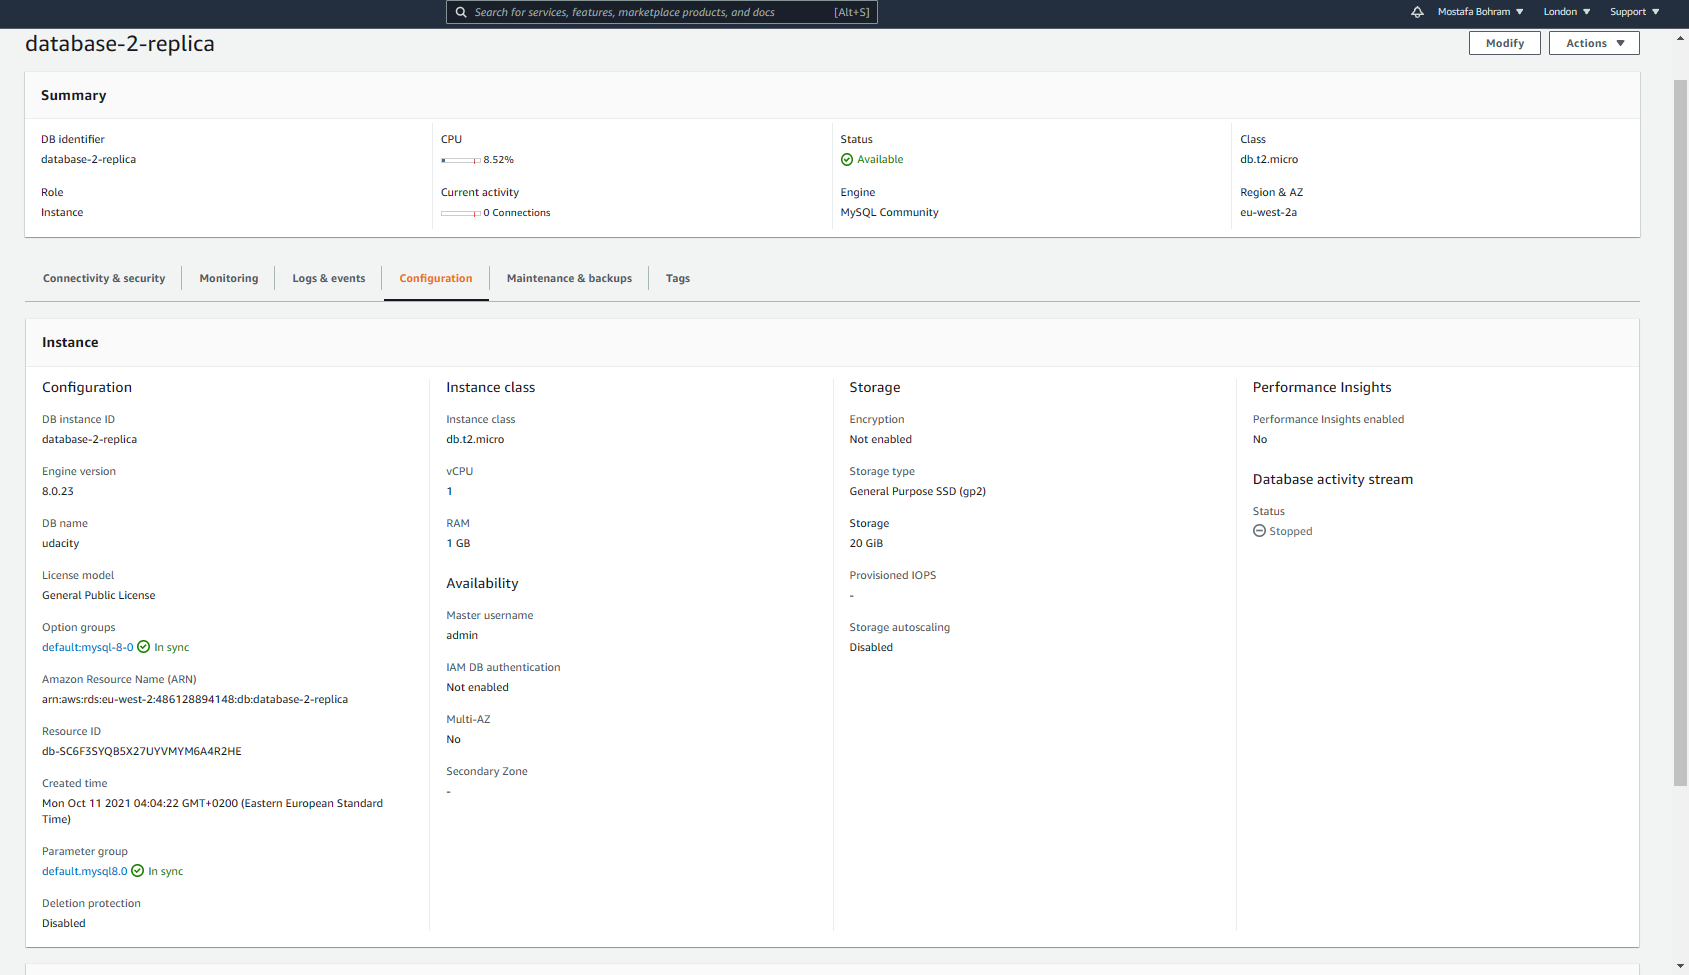 Search for services, features, marketplace products, and docs [Alt+S]
Mostafa Bohram London Support
database-2-replica
Modify
Actions
Summary
DB identifier
database-2-replica
Role
Instance
CPU
8.52%
Current activity
0 Connections
Status
Available
Engine
MySQL Community
Class
db.t2.micro
Region & AZ
eu-west-2a
Connectivity & security
Monitoring
Logs & events
Configuration
Maintenance & backups
Tags
Instance
Configuration
DB instance ID
database-2-replica
Engine version
8.0.23
DB name
udacity
License model
General Public License
Option groups
default:mysql-8-0 In sync
Amazon Resource Name (ARN)
arn:aws:rds:eu-west-2:486128894148:db:database-2-replica
Resource ID
db-SC6F3SYQB5X27UYVMYM6A4R2HE
Created time
Mon Oct 11 2021 04:04:22 GMT+0200 (Eastern European Standard
Time)
Parameter group
default.mysql8.0 In sync
Deletion protection
Disabled
Instance class
Instance class
db.t2.micro
vCPU
1
RAM
1 GB
Availability
Master username
admin
IAM DB authentication
Not enabled
Multi-AZ
No
Secondary Zone
-
Storage
Encryption
Not enabled
Storage type
General Purpose SSD (gp2)
Storage
20 GiB
Provisioned IOPS
-
Storage autoscaling
Disabled
Performance Insights
Performance Insights enabled
No
Database activity stream
Status
Stopped